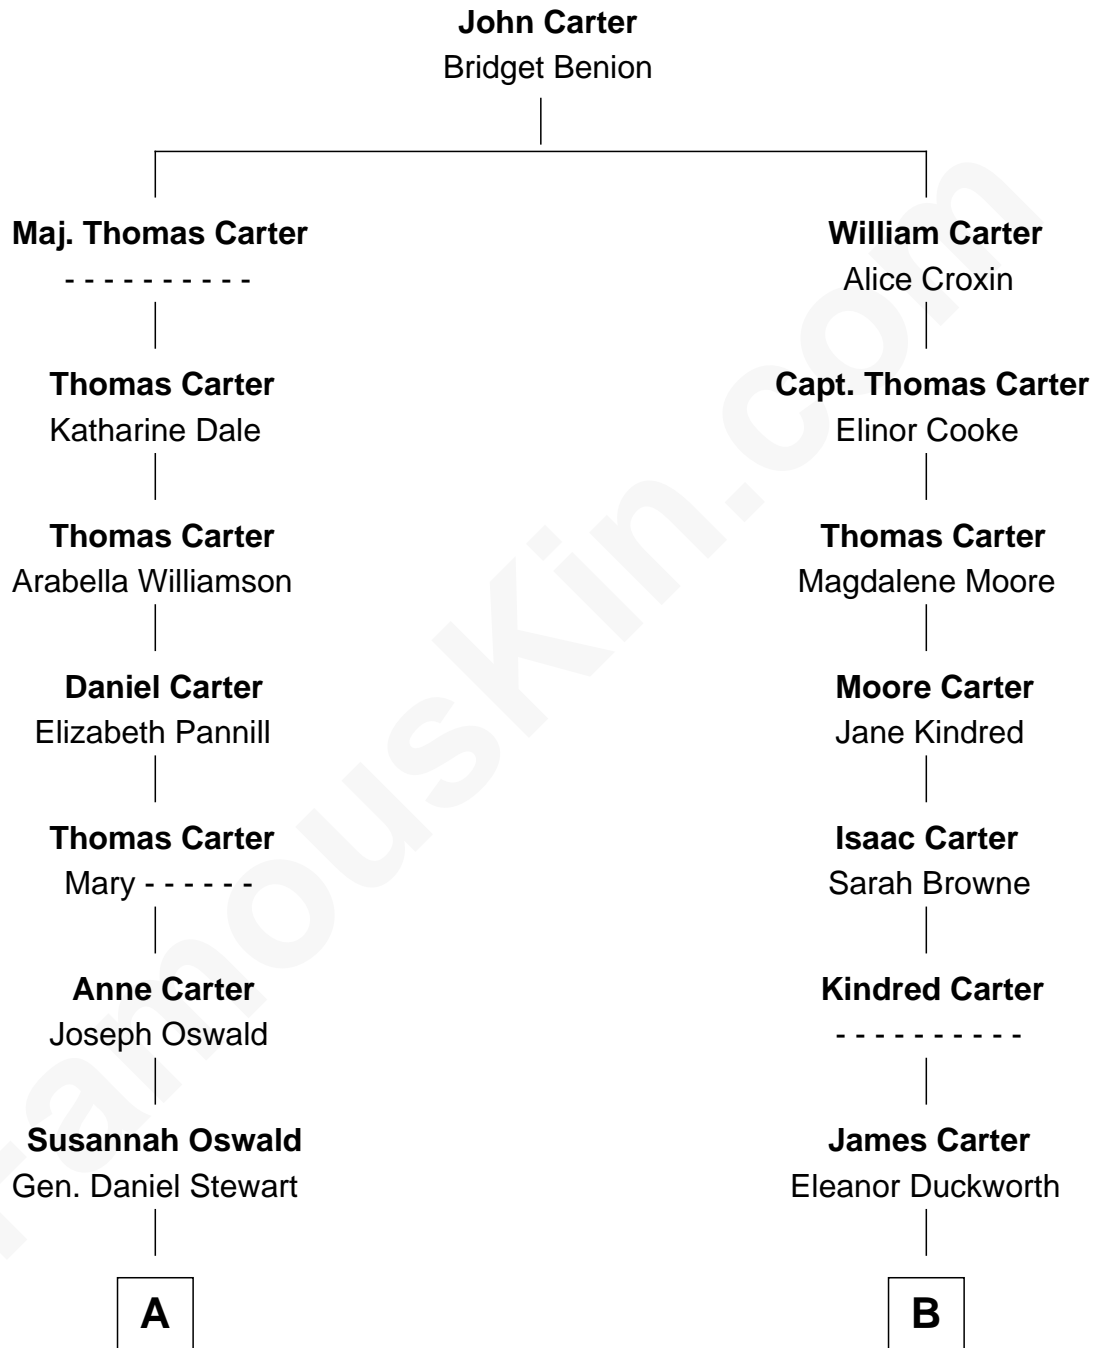 John Carter
Bridget Benion
Maj. Thomas Carter
- - - - - - - - - -
William Carter
Alice Croxin
Thomas Carter
Katharine Dale
Capt. Thomas Carter
Elinor Cooke
Thomas Carter
Arabella Williamson
Thomas Carter
Magdalene Moore
Daniel Carter
Elizabeth Pannill
Moore Carter
Jane Kindred
Thomas Carter
Mary - - - - - -
Isaac Carter
Sarah Browne
Anne Carter
Joseph Oswald
Kindred Carter
- - - - - - - - - -
Susannah Oswald
Gen. Daniel Stewart
James Carter
Eleanor Duckworth
A
B
FamousKin.com